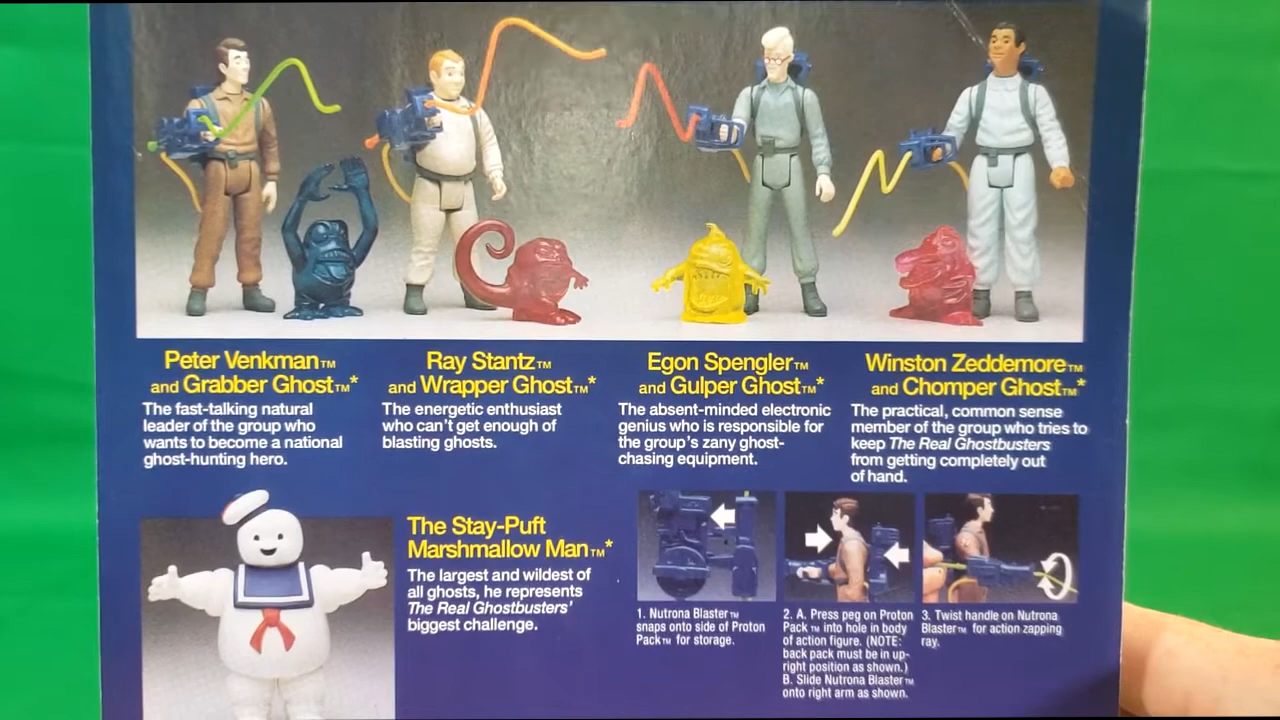 Peter Venkman™
and Grabber Ghost™*
The fast-talking natural
leader of the group who
wants to become a national
ghost-hunting hero.
Ray Stantz™
and Wrapper Ghost™*
The energetic enthusiast
who can't get enough of
blasting ghosts.
Egon Spengler™
and Gulper Ghost™*
The absent-minded electronic
genius who is responsible for
the group's zany ghost-
chasing equipment.
Winston Zeddemore™
and Chomper Ghost™*
The practical, common sense
member of the group who tries to
keep The Real Ghostbusters
from getting completely out
of hand.
The Stay-Puft
Marshmallow Man™*
The largest and wildest of
all ghosts, he represents
The Real Ghostbusters'
biggest challenge.
1. Nutrona Blaster™
snaps onto side of Proton
Pack™ for storage.
2. A. Press peg on Proton
Pack™ into hole in body
of action figure. (NOTE:
back pack must be in up-
right position as shown.)
B. Slide Nutrona Blaster™
onto right arm as shown.
3. Twist handle on Nutrona
Blaster™ for action zapping
ray.